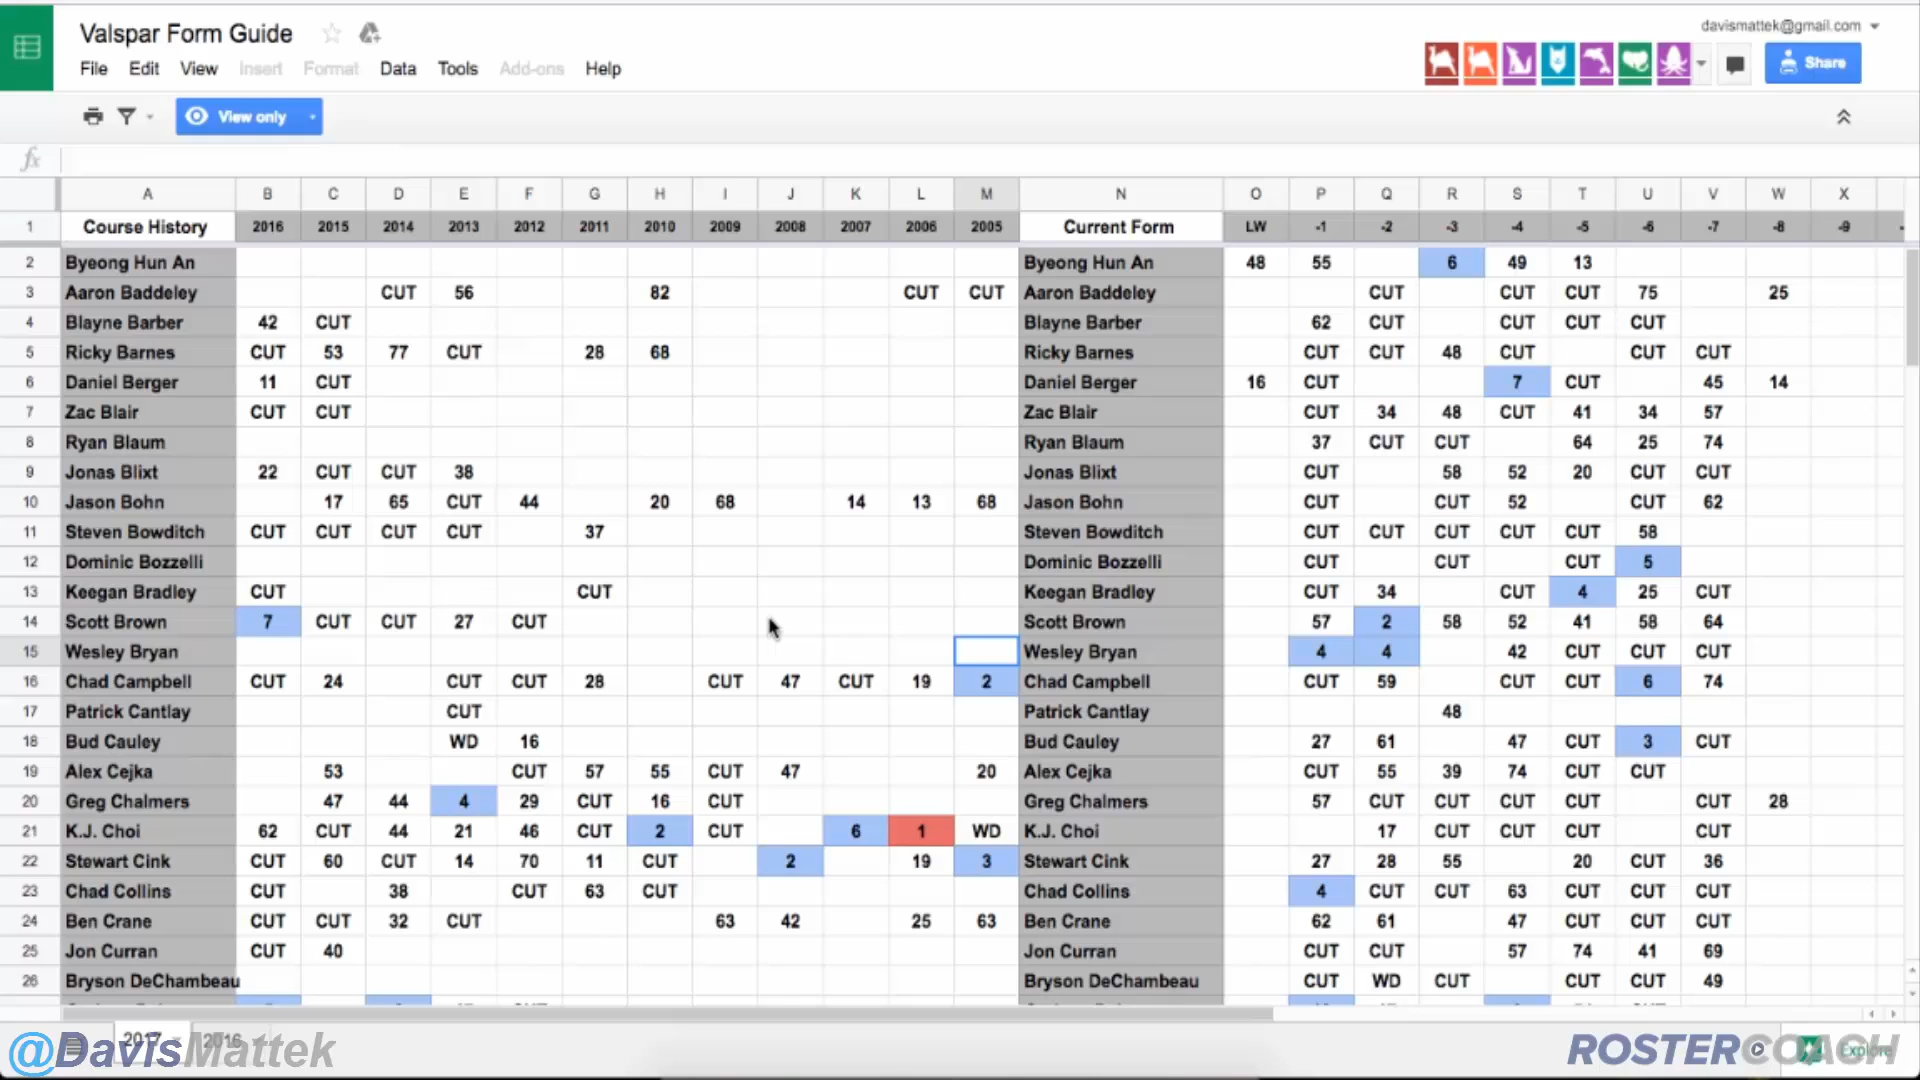 Valspar Form Guide
davismattek@gmail.com
File Edit View Insert Format Data Tools Add-ons Help
Share
View only
fx
A B C D E F G H I J K L M N O P Q R S T U V W X
1 Course History 2016 2015 2014 2013 2012 2011 2010 2009 2008 2007 2006 2005 Current Form LW -1 -2 -3 -4 -5 -6 -7 -8 -9
2 Byeong Hun An Byeong Hun An 48 55 6 49 13
3 Aaron Baddeley CUT 56 82 CUT CUT Aaron Baddeley CUT CUT CUT 75 25
4 Blayne Barber 42 CUT Blayne Barber 62 CUT CUT CUT CUT
5 Ricky Barnes CUT 53 77 CUT 28 68 Ricky Barnes CUT CUT 48 CUT CUT CUT
6 Daniel Berger 11 CUT Daniel Berger 16 CUT 7 CUT 45 14
7 Zac Blair CUT CUT Zac Blair CUT 34 48 CUT 41 34 57
8 Ryan Blaum Ryan Blaum 37 CUT CUT 64 25 74
9 Jonas Blixt 22 CUT CUT 38 Jonas Blixt CUT 58 52 20 CUT CUT
10 Jason Bohn 17 65 CUT 44 20 68 14 13 68 Jason Bohn CUT CUT 52 CUT 62
11 Steven Bowditch CUT CUT CUT CUT 37 Steven Bowditch CUT CUT CUT CUT CUT 58
12 Dominic Bozzelli Dominic Bozzelli CUT CUT CUT 5
13 Keegan Bradley CUT CUT Keegan Bradley CUT 34 CUT 4 25 CUT
14 Scott Brown 7 CUT CUT 27 CUT Scott Brown 57 2 58 52 41 58 64
15 Wesley Bryan Wesley Bryan 4 4 42 CUT CUT CUT
16 Chad Campbell CUT 24 CUT CUT 28 CUT 47 CUT 19 2 Chad Campbell CUT 59 CUT CUT 6 74
17 Patrick Cantlay CUT Patrick Cantlay 48
18 Bud Cauley WD 16 Bud Cauley 27 61 47 CUT 3 CUT
19 Alex Cejka 53 CUT 57 55 CUT 47 20 Alex Cejka CUT 55 39 74 CUT CUT
20 Greg Chalmers 47 44 4 29 CUT 16 CUT Greg Chalmers 57 CUT CUT CUT CUT CUT 28
21 K.J. Choi 62 CUT 44 21 46 CUT 2 CUT 6 1 WD K.J. Choi 17 CUT CUT CUT CUT
22 Stewart Cink CUT 60 CUT 14 70 11 CUT 2 19 3 Stewart Cink 27 28 55 20 CUT 36
23 Chad Collins CUT 38 CUT 63 CUT Chad Collins 4 CUT CUT 63 CUT CUT CUT
24 Ben Crane CUT CUT 32 CUT 63 42 25 63 Ben Crane 62 61 47 CUT CUT CUT
25 Jon Curran CUT 40 Jon Curran CUT CUT 57 74 41 69
26 Bryson DeChambeau Bryson DeChambeau CUT WD CUT CUT CUT 49
2017 2016
@DavisMattek
ROSTERCOACH
Explore